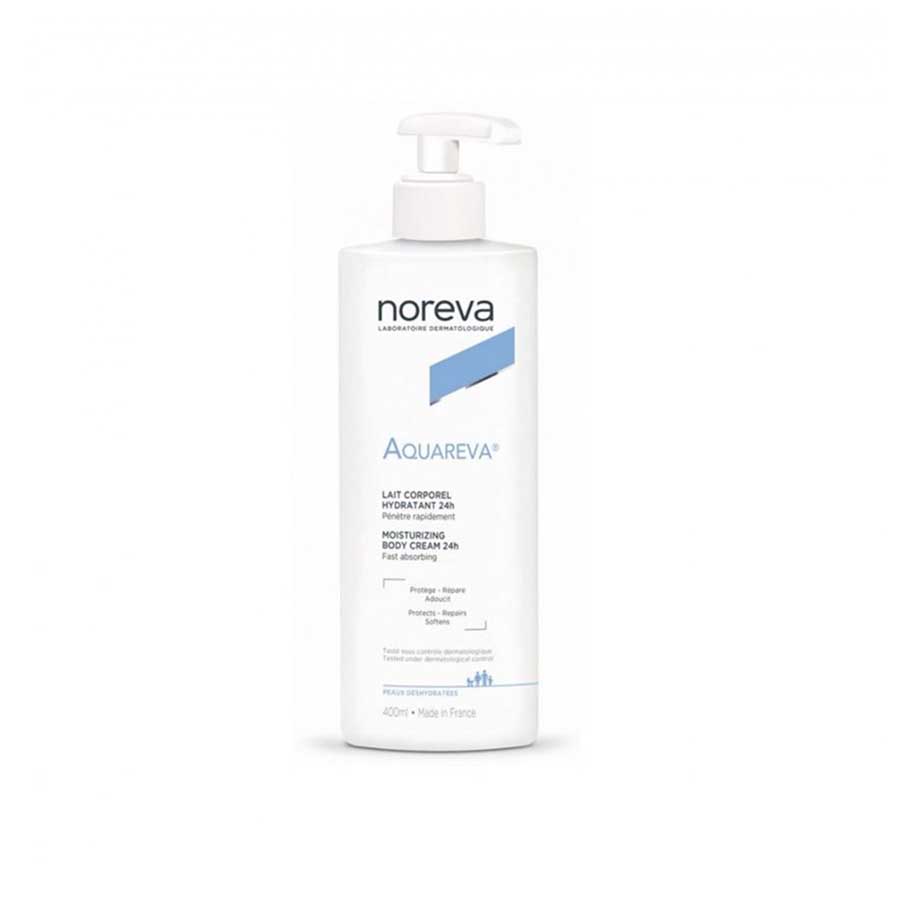 noreva
LABORATOIRE DERMATOLOGIQUE
AQUAREVA®
LAIT CORPOREL
HYDRATANT 24h
Pénètre rapidement
MOISTURIZING
BODY CREAM 24h
Fast absorbing
Protège - Répare
Adoucit
Protects - Repairs
Softens
Testé sous contrôle dermatologique
Tested under dermatological control
PEAUX DÉSHYDRATÉES
400ml • Made in France